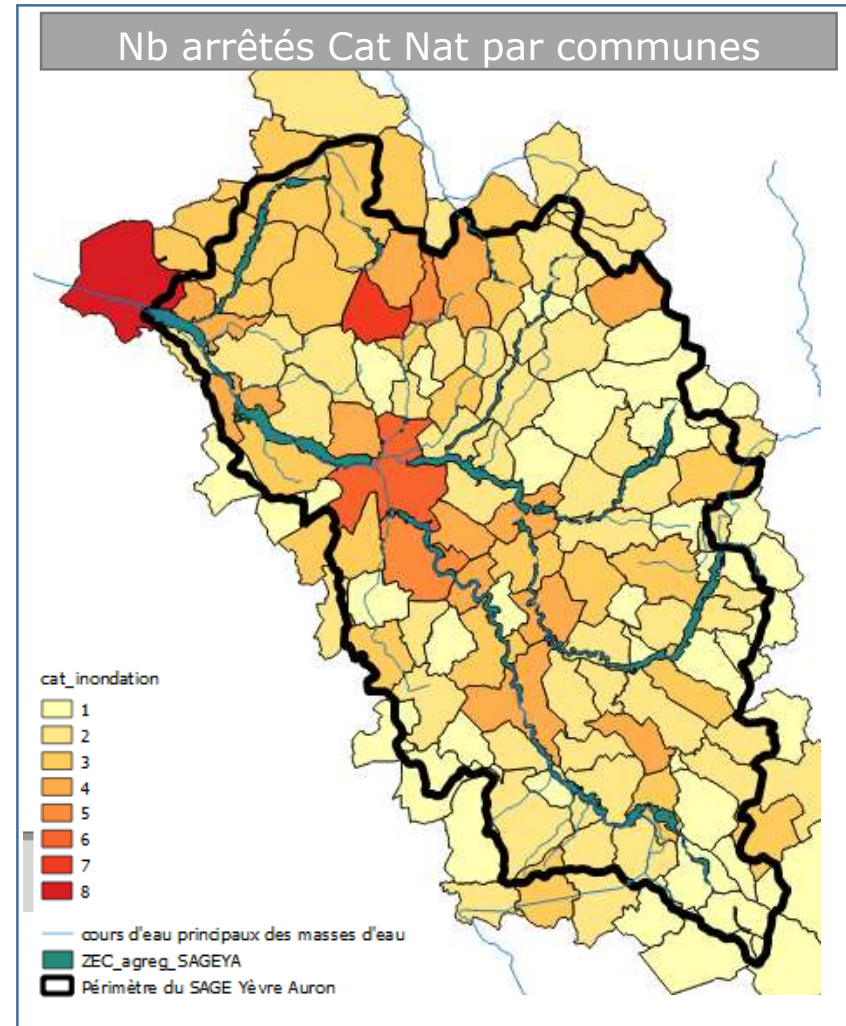 Nb arrêtés Cat Nat par communes
cat_inondation
1
2
3
4
5
6
7
8
cours d'eau principaux des masses d'eau
ZEC_agreg_SAGEYA
Périmètre du SAGE Yèvre Auron